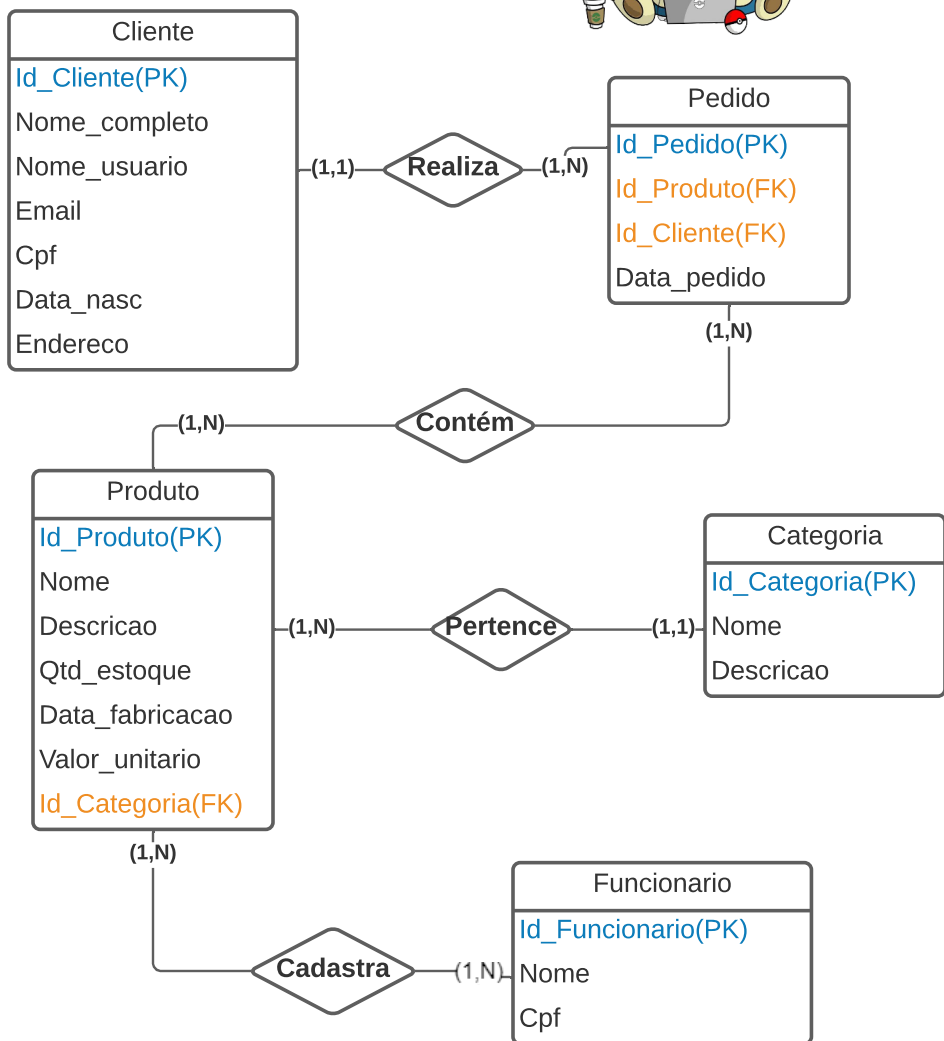 Cliente
Id_Cliente(PK)
Nome_completo
Nome_usuario
Email
Cpf
Data_nasc
Endereco
(1,1)
Realiza
(1,N)
Pedido
Id_Pedido(PK)
Id_Produto(FK)
Id_Cliente(FK)
Data_pedido
(1,N)
Contém
(1,N)
Produto
Id_Produto(PK)
Nome
Descricao
Qtd_estoque
Data_fabricacao
Valor_unitario
Id_Categoria(FK)
(1,N)
Pertence
(1,1)
Categoria
Id_Categoria(PK)
Nome
Descricao
(1,N)
Cadastra
(1,N)
Funcionario
Id_Funcionario(PK)
Nome
Cpf